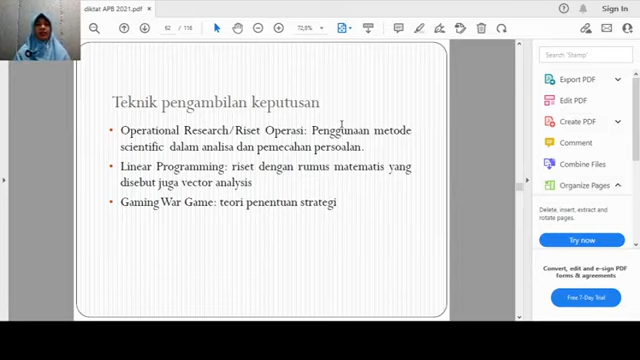 diktat APB 2021.pdf
Sign In
62 / 116
72,8%
Search 'Stamp'
Export PDF
Edit PDF
Create PDF
Comment
Combine Files
Organize Pages
Delete, insert, extract and
rotate pages.
Try now
Convert, edit and e-sign PDF
forms & agreements
Free 7-Day Trial
Teknik pengambilan keputusan
• Operational Research/Riset Operasi: Penggunaan metode
scientific dalam analisa dan pemecahan persoalan.
• Linear Programming: riset dengan rumus matematis yang
disebut juga vector analysis
• Gaming War Game: teori penentuan strategi